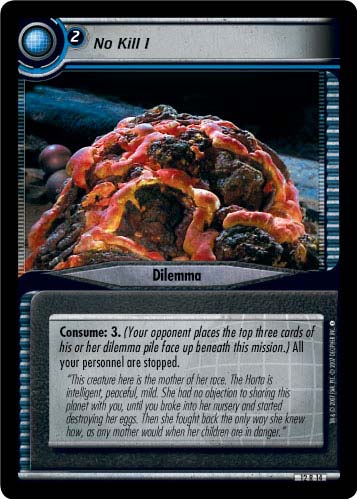 2
No Kill I
Dilemma
Consume: 3. (Your opponent places the top three cards of
his or her dilemma pile face up beneath this mission.) All
your personnel are stopped.
"This creature here is the mother of her race. The Horta is
intelligent, peaceful, mild. She had no objection to sharing this
planet with you, until you broke into her nursery and started
destroying her eggs. Then she fought back the only way she knew
how, as any mother would when her children are in danger."
12 R 14